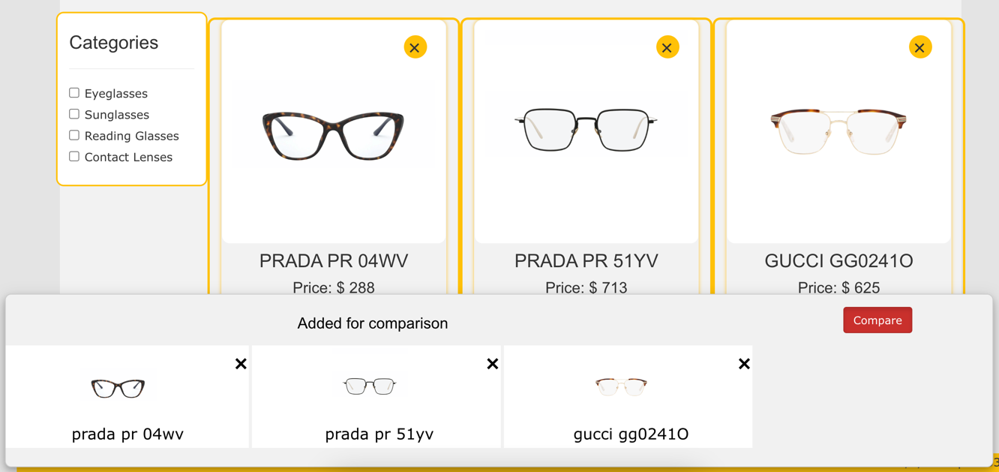 Categories
Eyeglasses
Sunglasses
Reading Glasses
Contact Lenses
PRADA PR 04WV
Price: $ 288
PRADA PR 51YV
Price: $ 713
GUCCI GG0241O
Price: $ 625
Added for comparison
Compare
prada pr 04wv
prada pr 51yv
gucci gg0241O